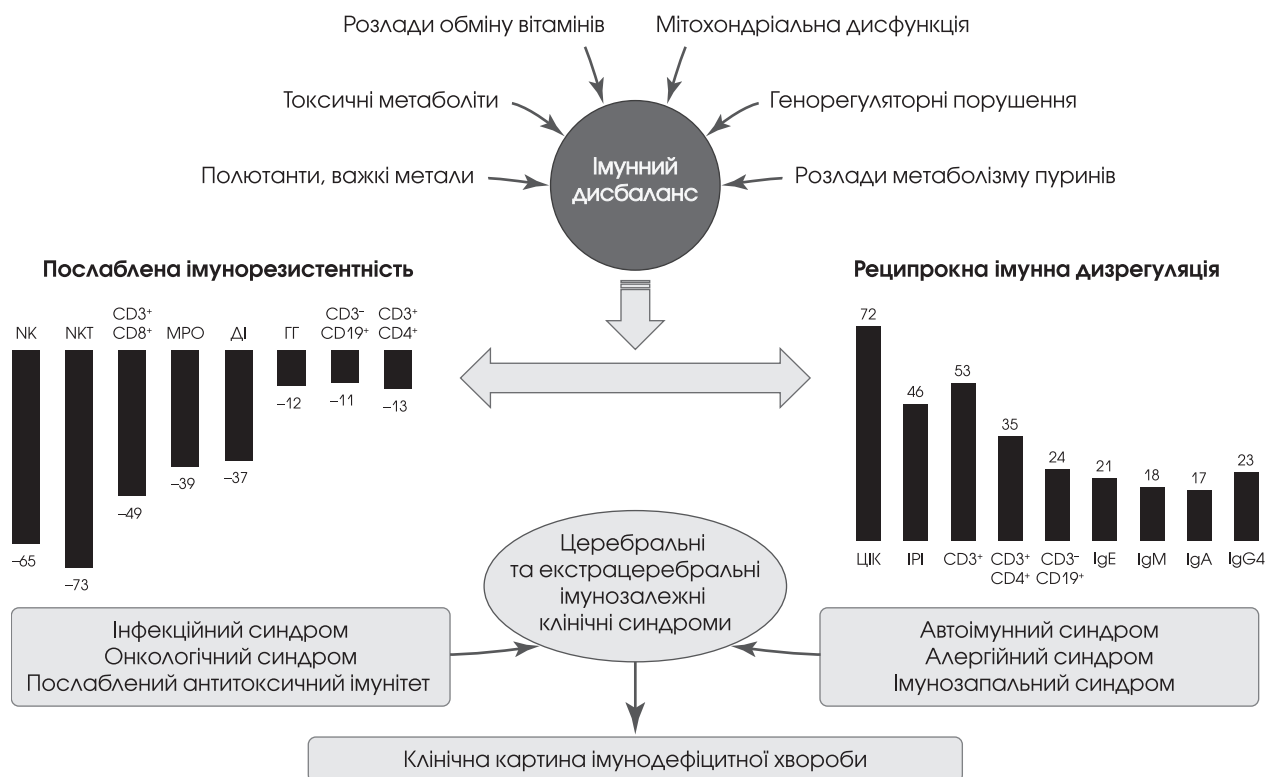 Розлади обміну вітамінів
Мітохондріальна дисфункція
Токсичні метаболіти
Генорегуляторні порушення
Полютанти, важкі метали
Імунний
дисбаланс
Розлади метаболізму пуринів
Послаблена імунорезистентність
NK
NKT
CD3⁺
CD8⁺
МРО
ДІ
ГГ
CD3⁻
CD19⁺
CD3⁺
CD4⁺
–65
–73
–49
–39
–37
–12
–11
–13
Реципрокна імунна дизрегуляція
72
46
53
35
24
21
18
17
23
ЦІК
ІРІ
CD3⁺
CD3⁺
CD4⁺
CD3⁻
CD19⁺
IgE
IgM
IgA
IgG4
Церебральні
та екстрацеребральні
імунозалежні
клінічні синдроми
Інфекційний синдром
Онкологічний синдром
Послаблений антитоксичний імунітет
Автоімунний синдром
Алергійний синдром
Імунозапальний синдром
Клінічна картина імунодефіцитної хвороби